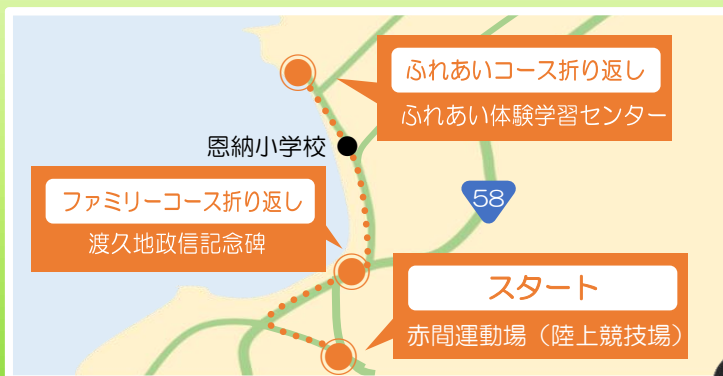 ふれあいコース折り返し
ふれあい体験学習センター
恩納小学校
ファミリーコース折り返し
渡久地政信記念碑
58
スタート
赤間運動場（陸上競技場）